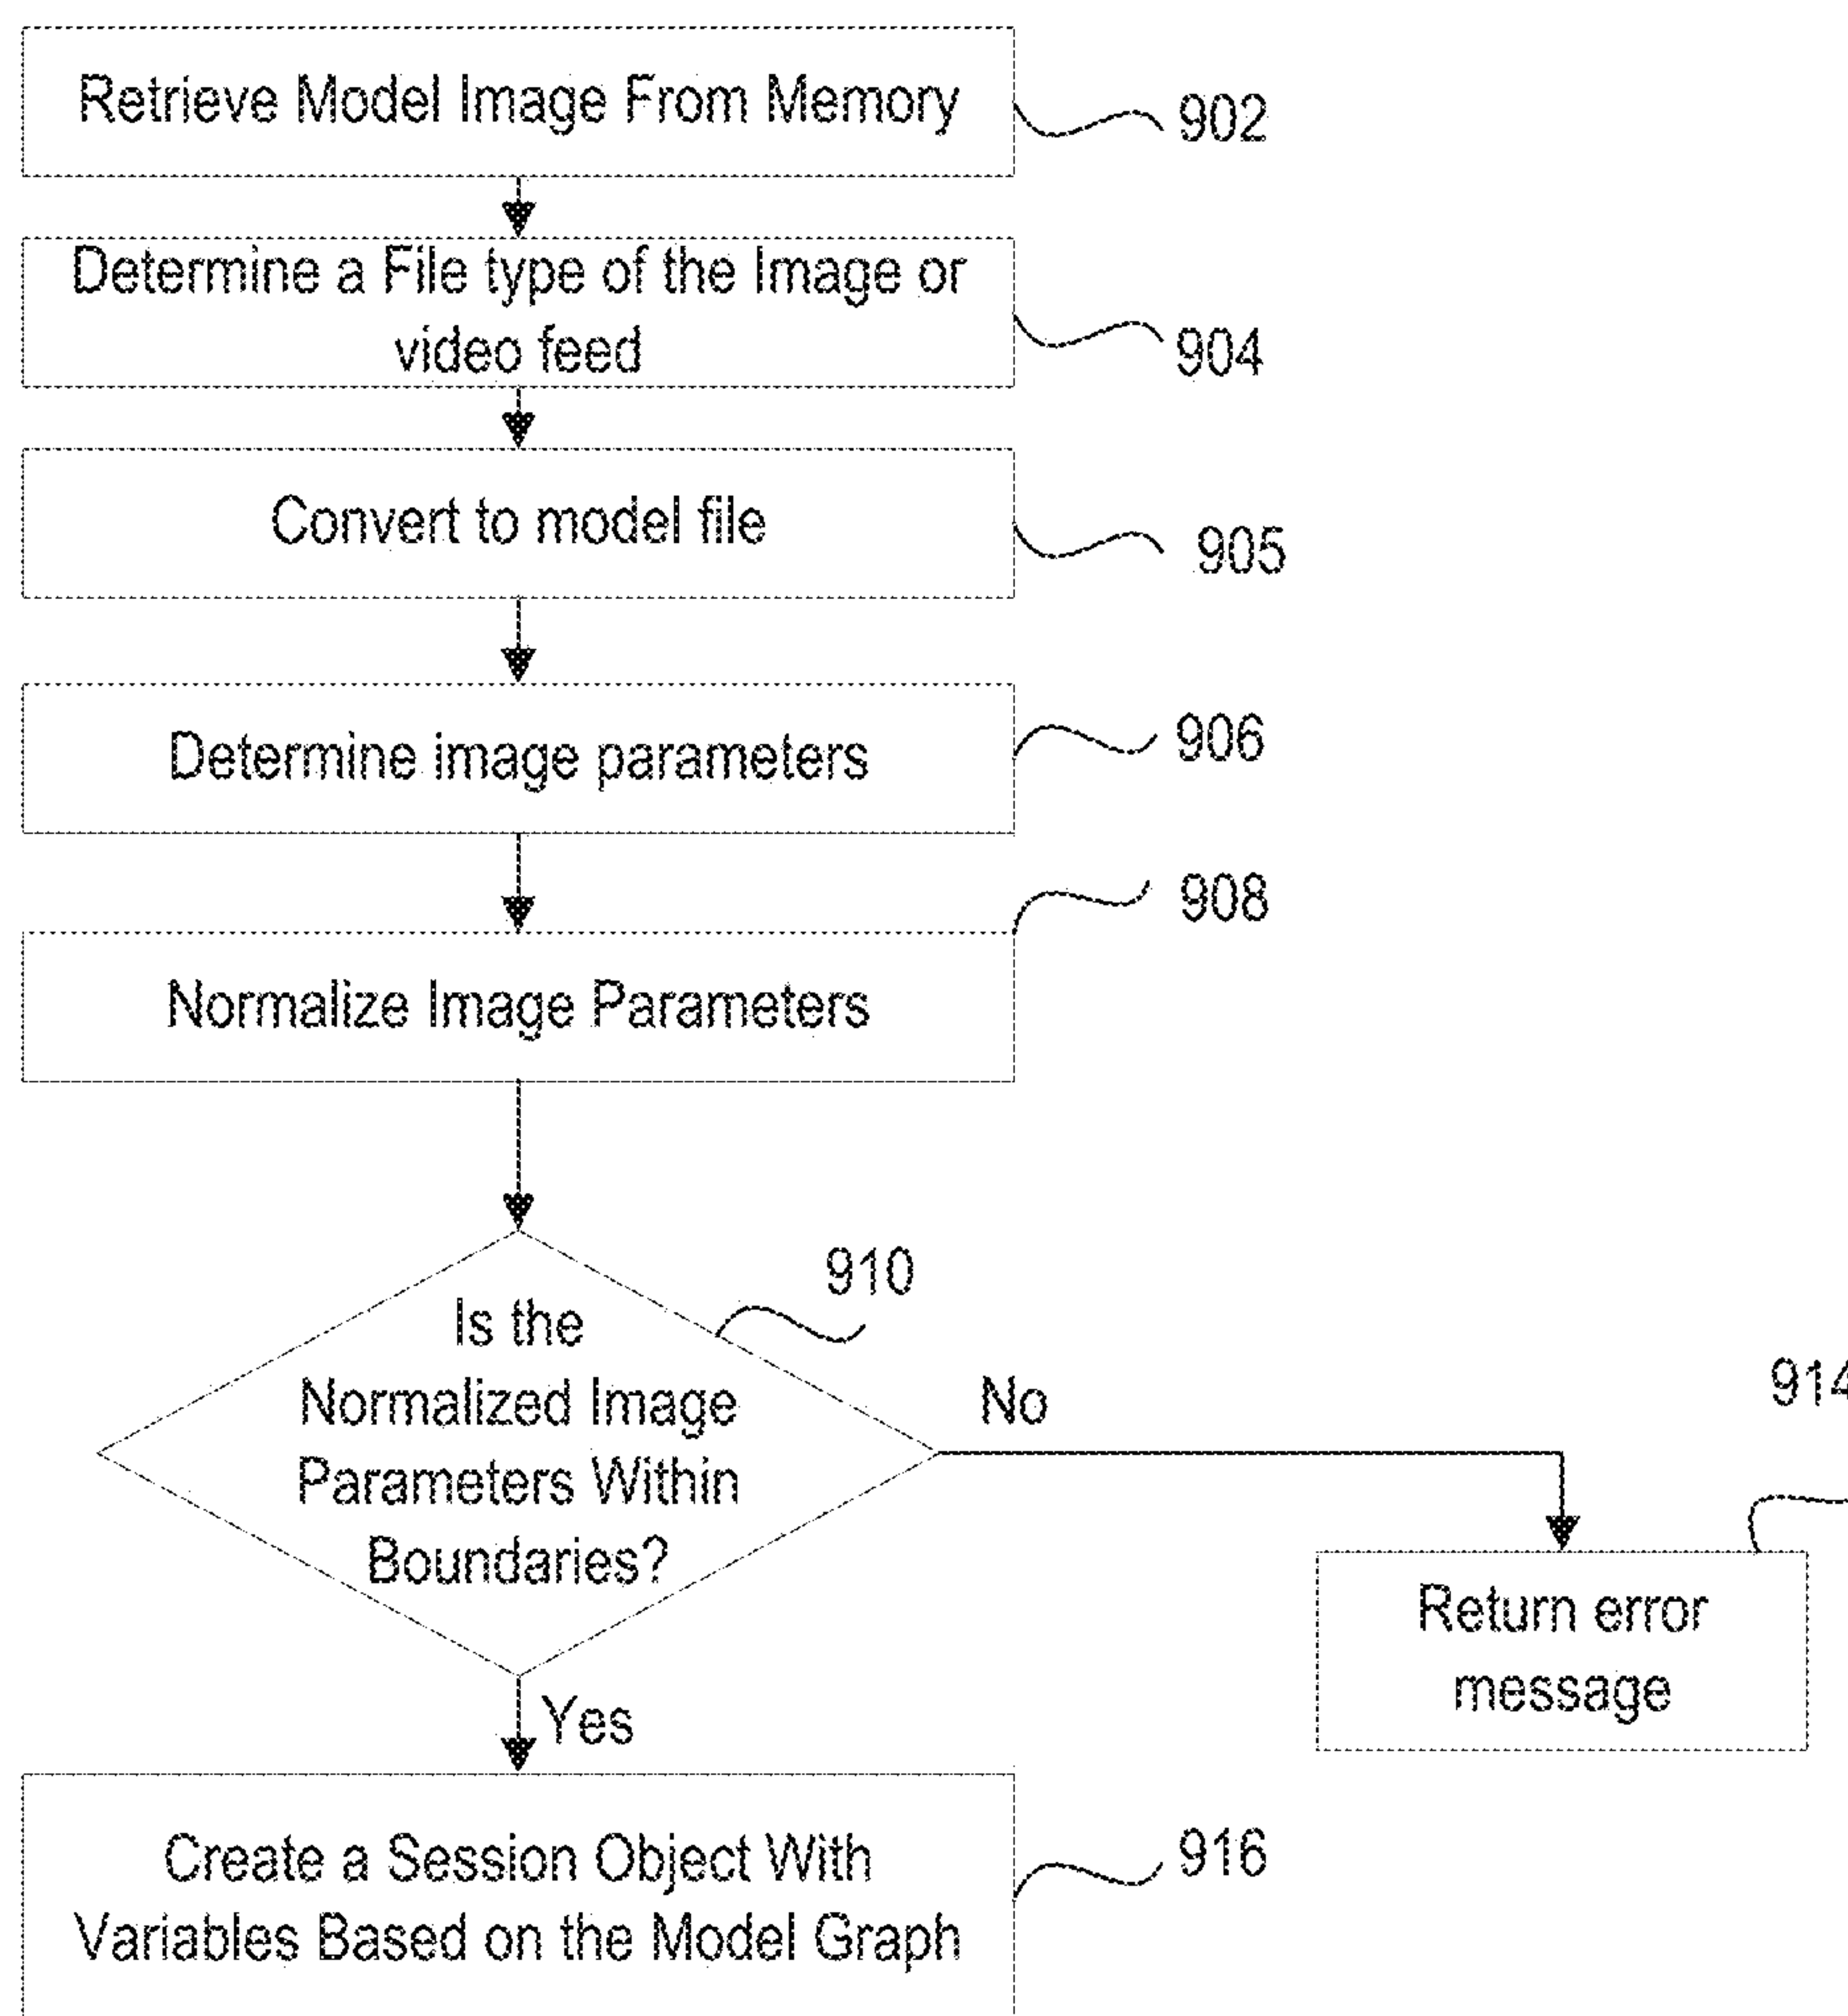 Retrieve Model Image From Memory
902
Determine a File type of the Image or
video feed
904
Convert to model file
905
Determine image parameters
906
908
Normalize Image Parameters
910
Is the
Normalized Image
Parameters Within
Boundaries?
No
914
Return error
message
Yes
Create a Session Object With
Variables Based on the Model Graph
916